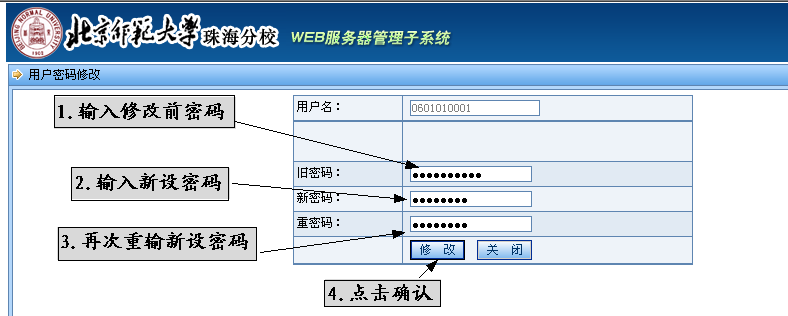 北京师范大学珠海分校 WEB服务器管理子系统
BEIJING NORMAL UNIVERSITY
1902
用户密码修改
1.输入修改前密码
用户名：
0601010001
2.输入新设密码
旧密码：
新密码：
3.再次重输新设密码
重密码：
修 改
关 闭
4.点击确认